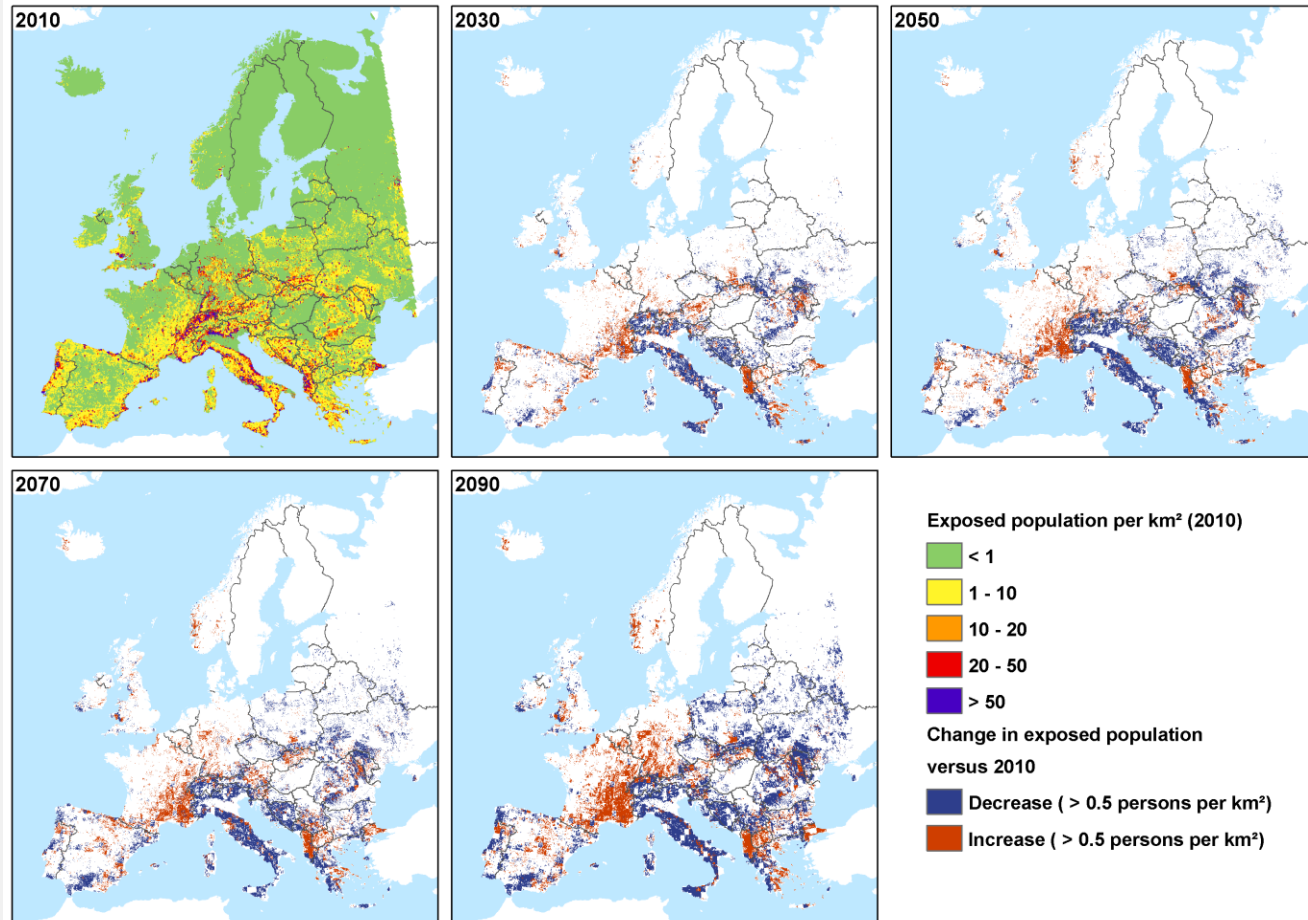 2010
2030
2050
2070
2090
Exposed population per km² (2010)
< 1
1 - 10
10 - 20
20 - 50
> 50
Change in exposed population
versus 2010
Decrease ( > 0.5 persons per km²)
Increase ( > 0.5 persons per km²)